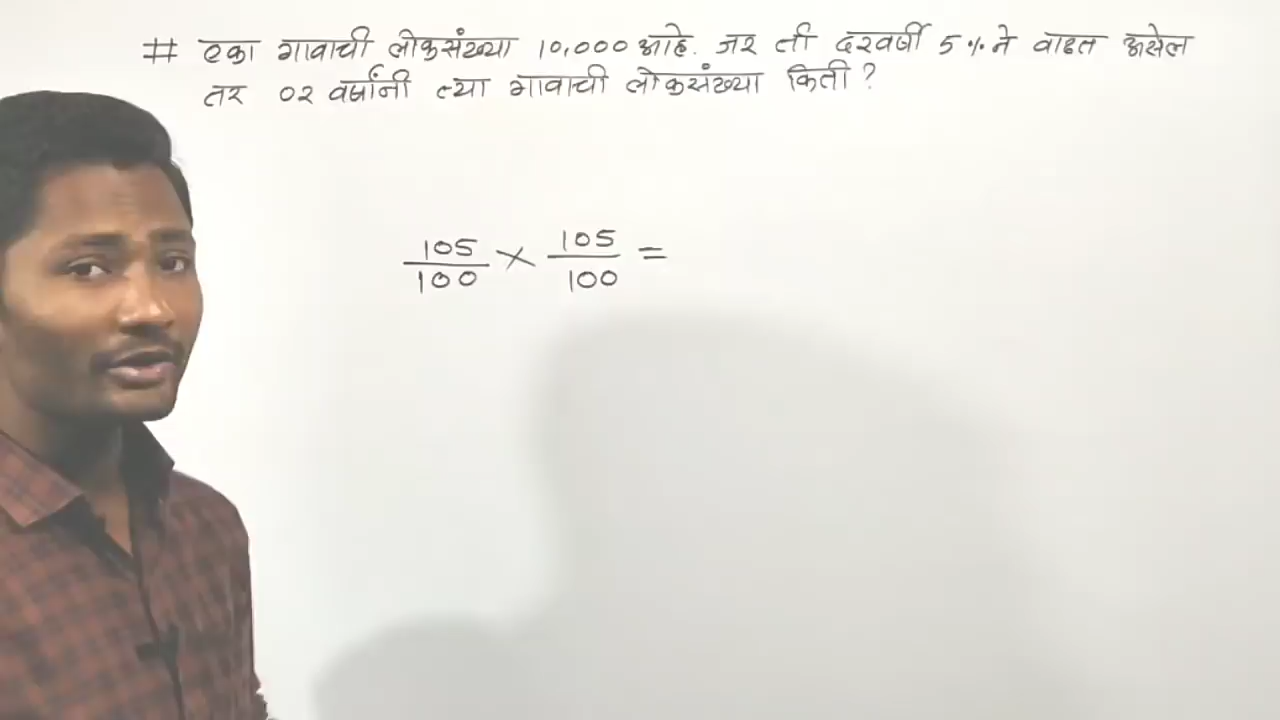 # एका गावाची लोकसंख्या 10,000 आहे. जर ती दरवर्षी 5% ने वाढत असेल
तर 02 वर्षांनी त्या गावाची लोकसंख्या किती?
105/100 × 105/100 =